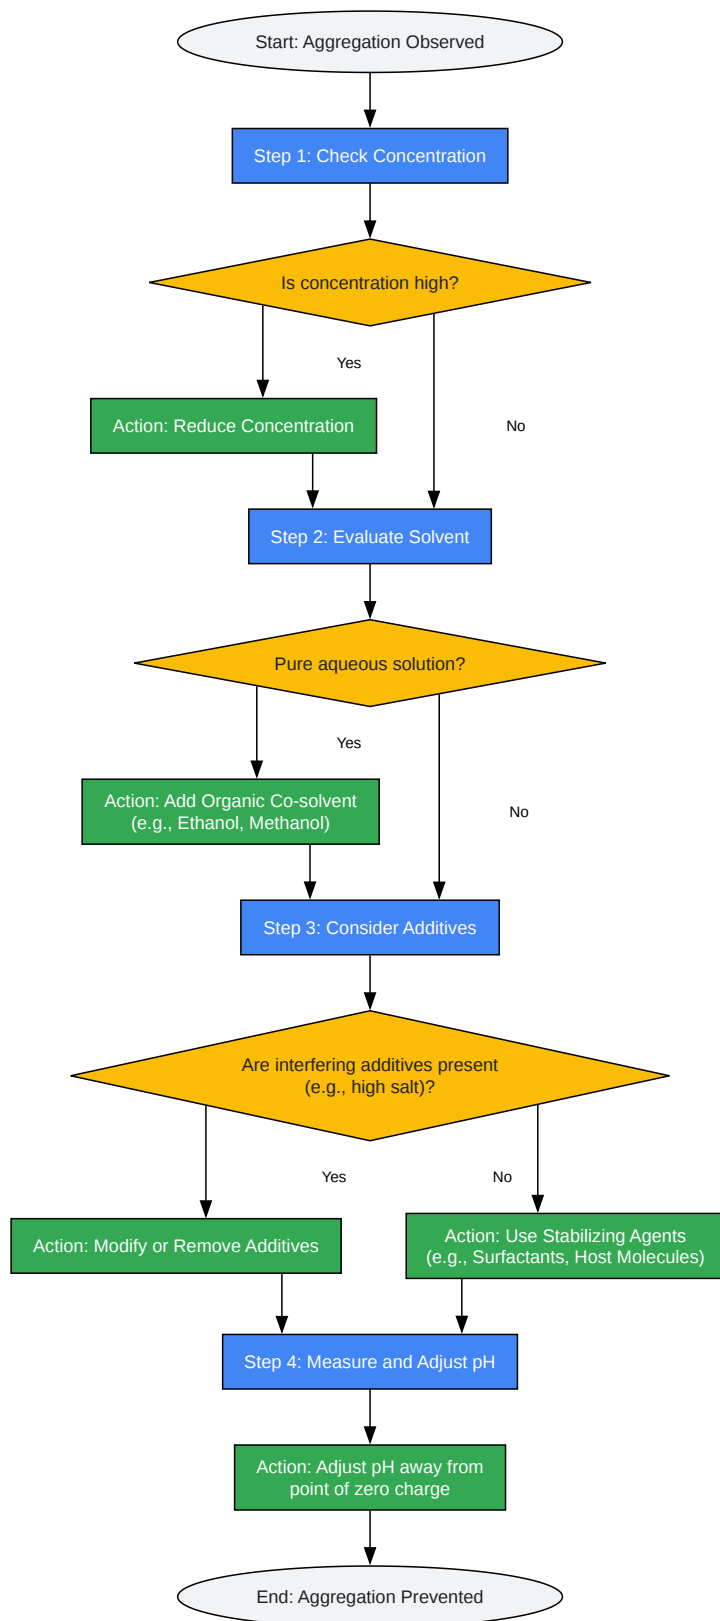 Start: Aggregation Observed
Step 1: Check Concentration
Is concentration high?
Yes
Action: Reduce Concentration
No
Step 2: Evaluate Solvent
Pure aqueous solution?
Yes
Action: Add Organic Co-solvent
(e.g., Ethanol, Methanol)
No
Step 3: Consider Additives
Are interfering additives present
(e.g., high salt)?
Yes
No
Action: Modify or Remove Additives
Action: Use Stabilizing Agents
(e.g., Surfactants, Host Molecules)
Step 4: Measure and Adjust pH
Action: Adjust pH away from
point of zero charge
End: Aggregation Prevented